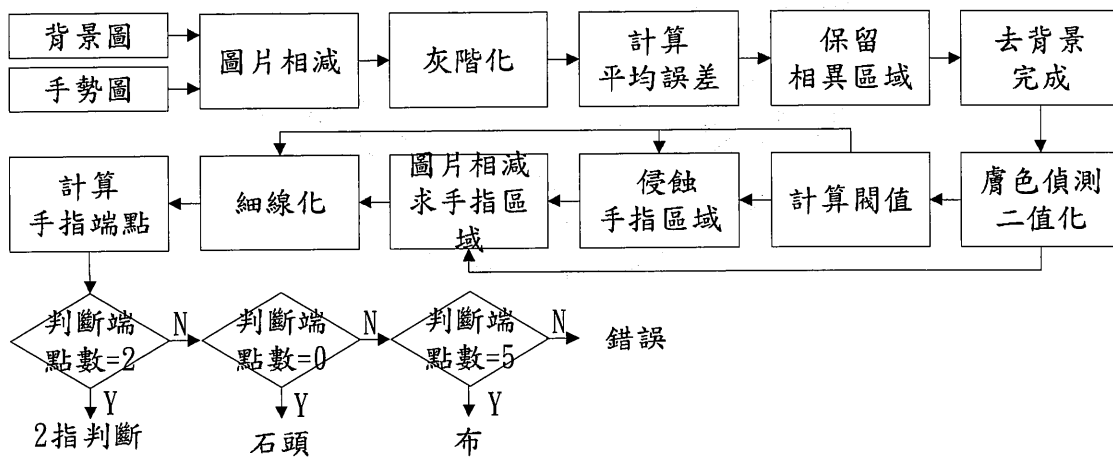 背景圖
手勢圖
圖片相減
灰階化
計算
平均誤差
保留
相異區域
去背景
完成
計算
手指端點
細線化
圖片相減
求手指區
域
侵蝕
手指區域
計算閥值
膚色偵測
二值化
判斷端
點數=2
N
判斷端
點數=0
N
判斷端
點數=5
N
錯誤
Y
Y
Y
2指判斷
石頭
布